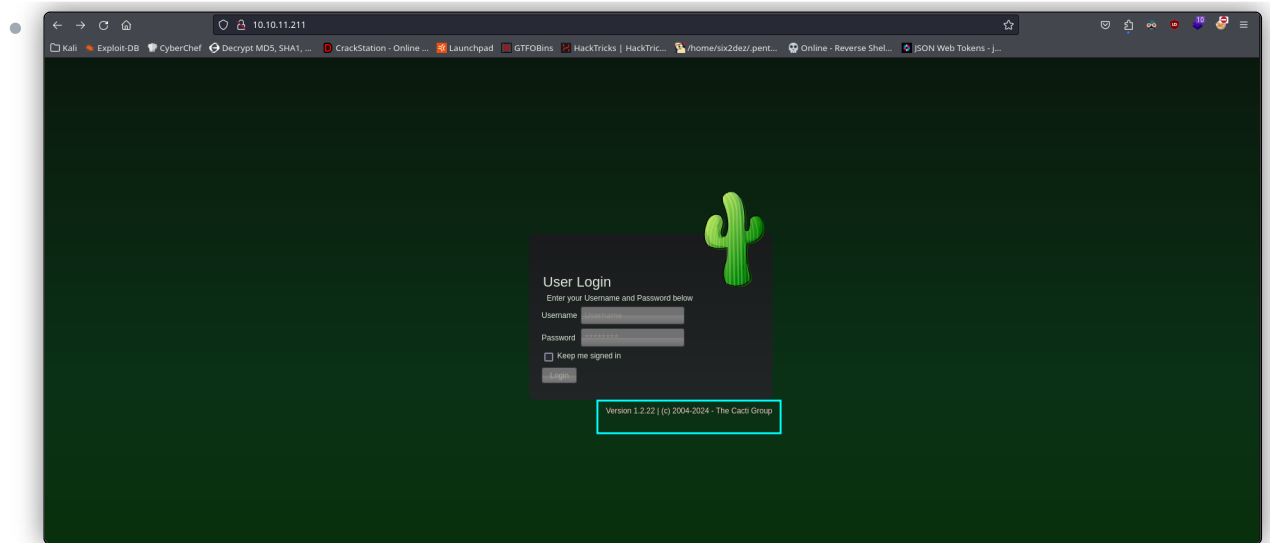 10.10.11.211
10
Kali Exploit-DB CyberChef Decrypt MD5, SHA1, ... CrackStation - Online ... Launchpad GTFOBins HackTricks | HackTric... /home/six2dez/.pent... Online - Reverse Shel... JSON Web Tokens - j...
User Login
Enter your Username and Password below
Username Username
Password ********
Keep me signed in
Login
Version 1.2.22 | (c) 2004-2024 - The Cacti Group